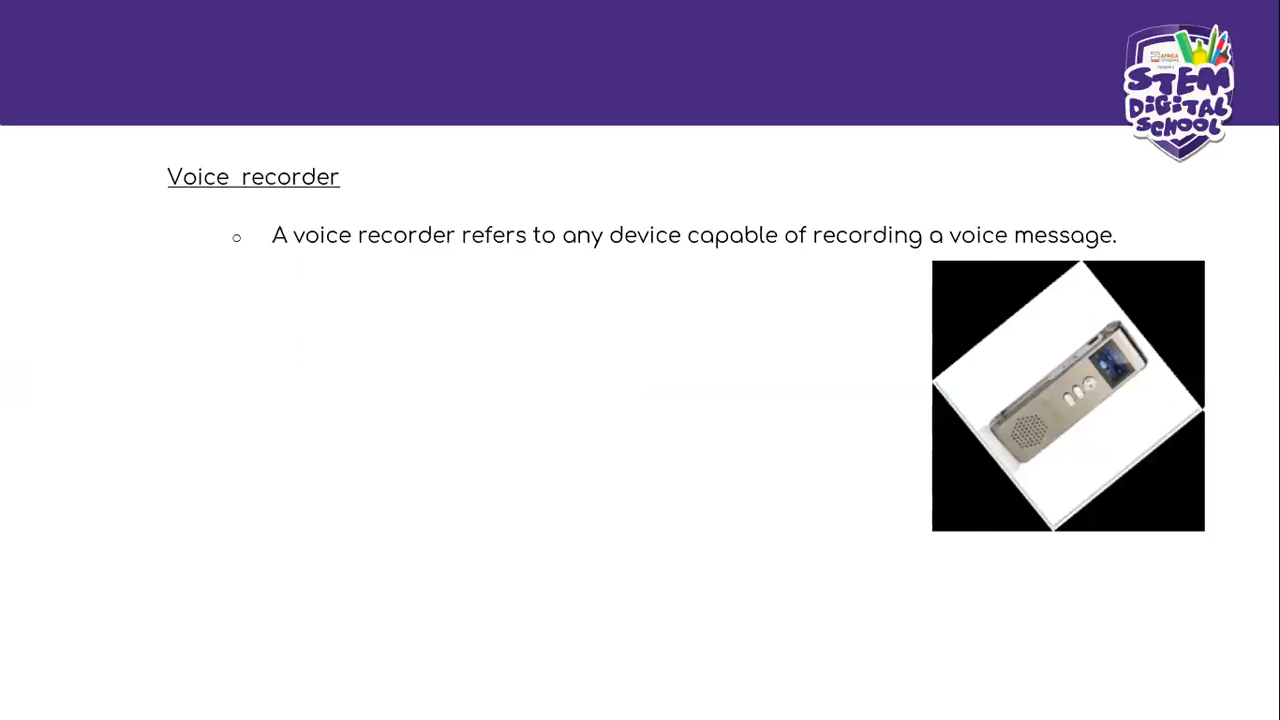 STEM
DIGITAL
SCHOOL
Voice recorder
○ A voice recorder refers to any device capable of recording a voice message.